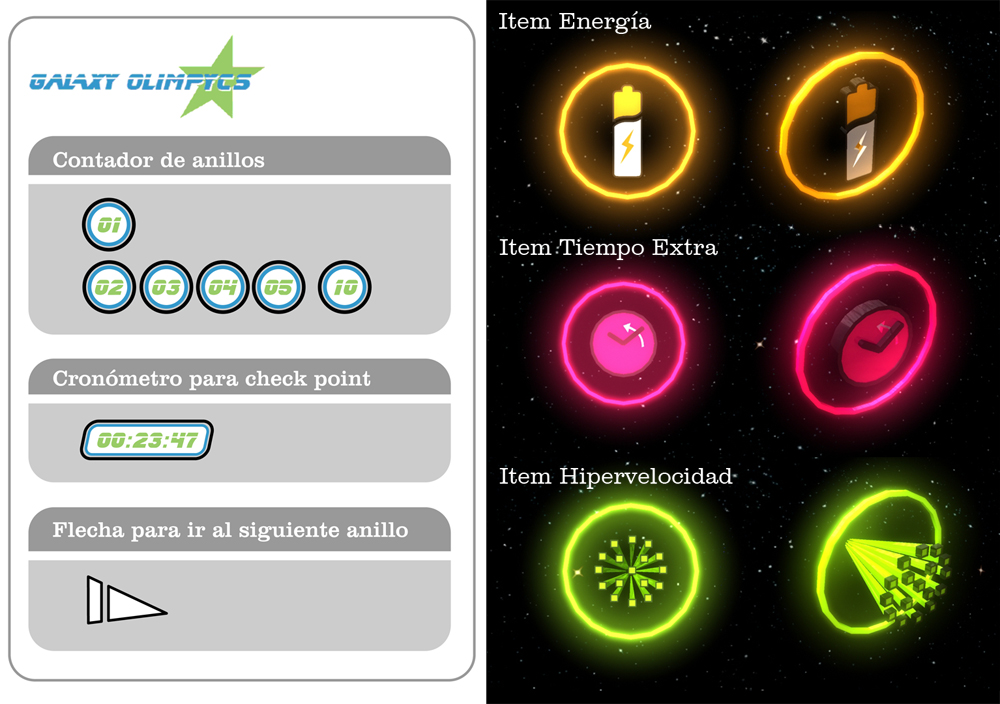 GALAXY OLIMPYCS
Contador de anillos
01
02 03 04 05 10
Cronómetro para check point
00:23:47
Flecha para ir al siguiente anillo
Item Energía
Item Tiempo Extra
Item Hipervelocidad